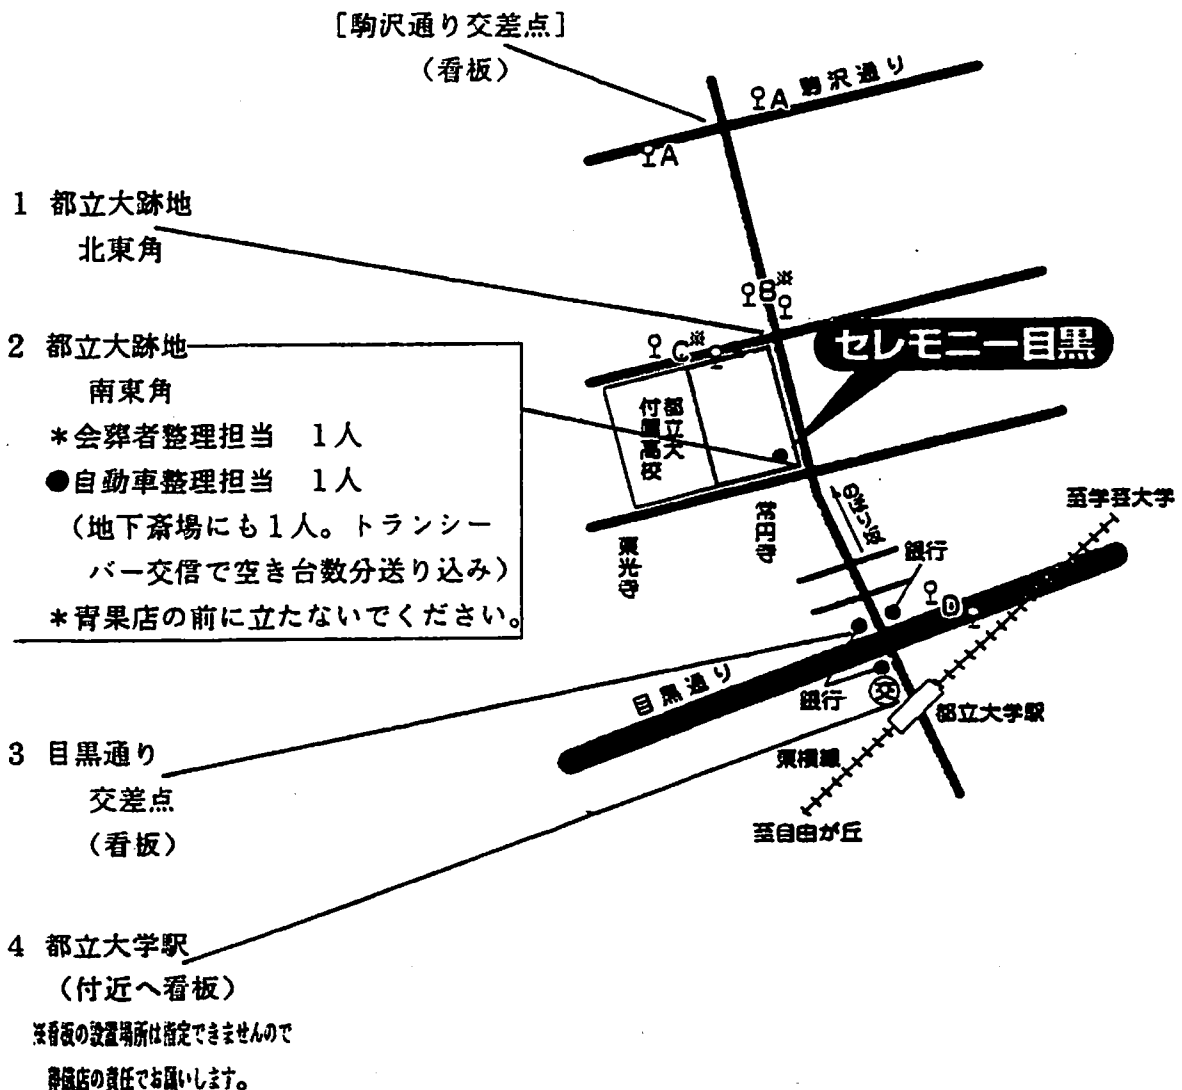 ［駒沢通り交差点］
（看板）
A 駒沢通り
A
1 都立大跡地
北東角
B※
2 都立大跡地
南東角
＊会葬者整理担当　1人
●自動車整理担当　1人
（地下斎場にも1人。トランシー
バー交信で空き台数分送り込み）
＊青果店の前に立たないでください。
C※
セレモニー目黒
都立大
付属高校
常円寺
東光寺
至学芸大学
銀行
D
目黒通り
銀行
交
都立大学駅
東横線
至自由が丘
3 目黒通り
交差点
（看板）
4 都立大学駅
（付近へ看板）
※看板の設置場所は指定できませんので
葬儀店の責任でお願いします。